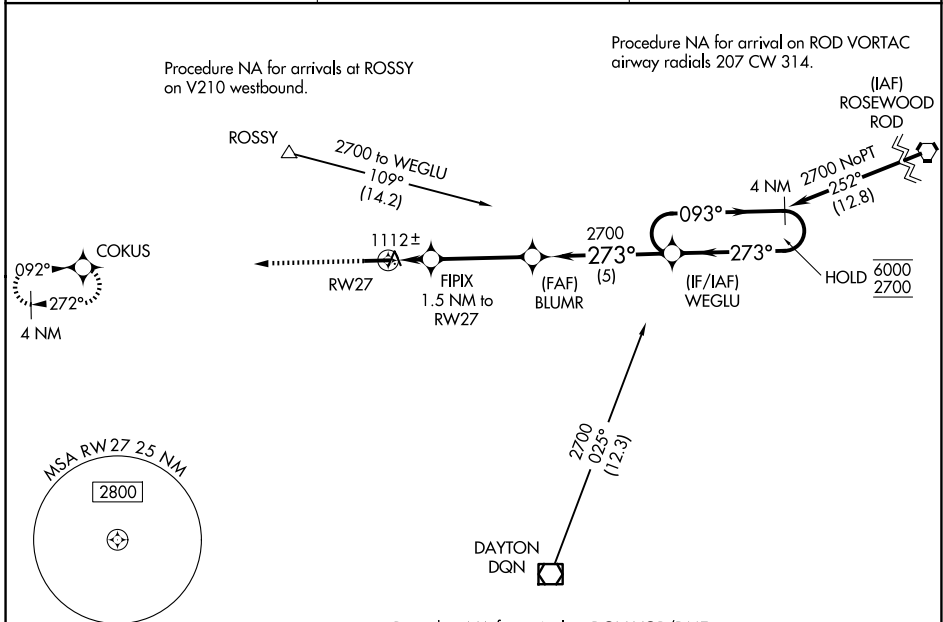 Procedure NA for arrivals at ROSSY
on V210 westbound.
Procedure NA for arrival on ROD VORTAC
airway radials 207 CW 314.
(IAF)
ROSEWOOD
ROD
ROSSY
2700 to WEGLU
109°
(14.2)
2700 NoPT
252°
(12.8)
4 NM
093°
273°
HOLD
6000
2700
(IF/IAF)
WEGLU
2700
273°
(5)
(FAF)
BLUMR
FIPIX
1.5 NM to
RW27
1112±
RW27
COKUS
092°
272°
4 NM
2700
025°
(12.3)
DAYTON
DQN
MSA RW27 25 NM
2800